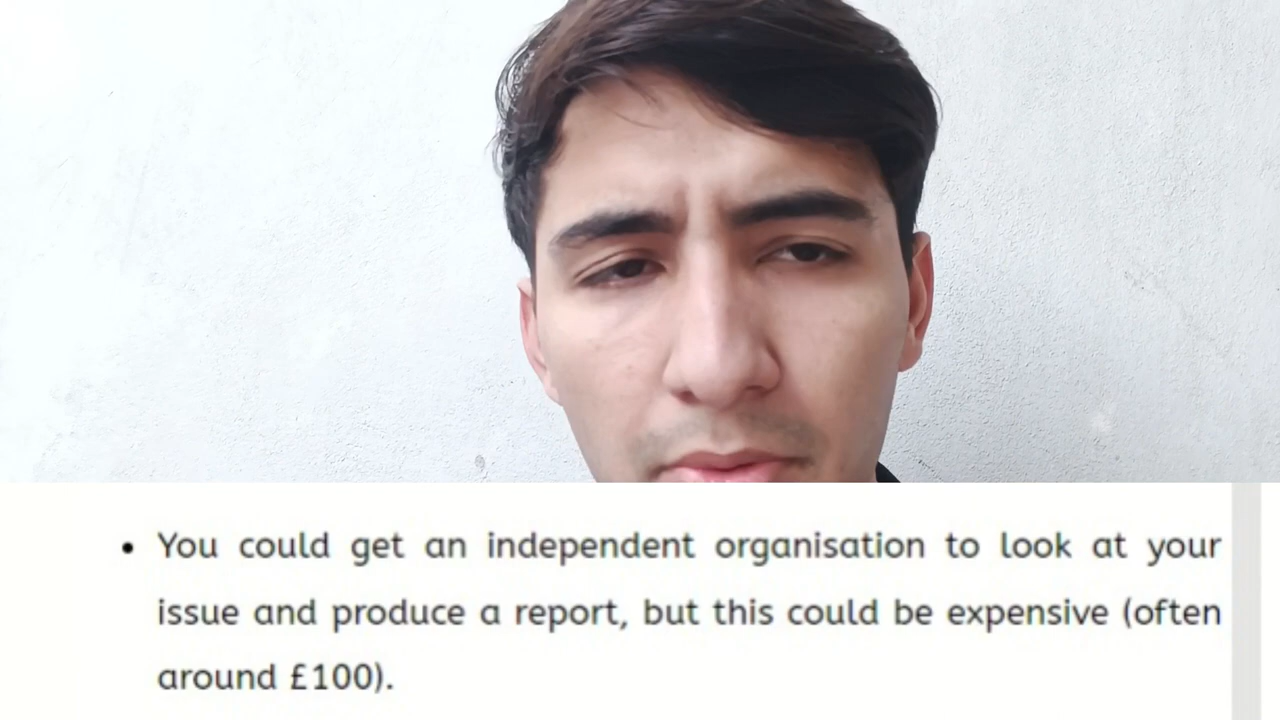 • You could get an independent organisation to look at your
issue and produce a report, but this could be expensive (often
around £100).